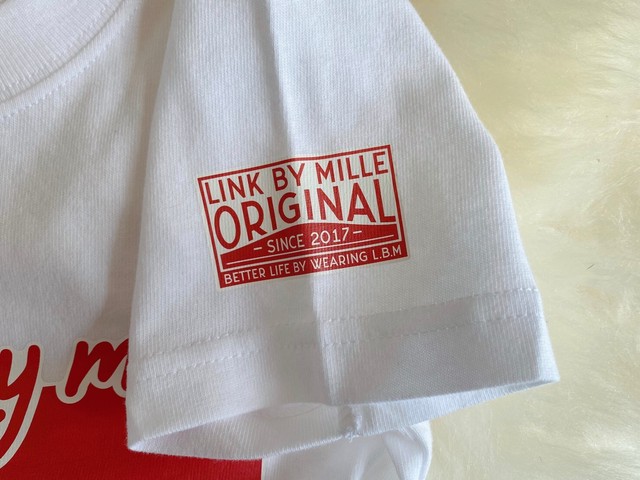 LINK BY MILLE
ORIGINAL
- SINCE 2017 -
BETTER LIFE BY WEARING L.B.M
y m